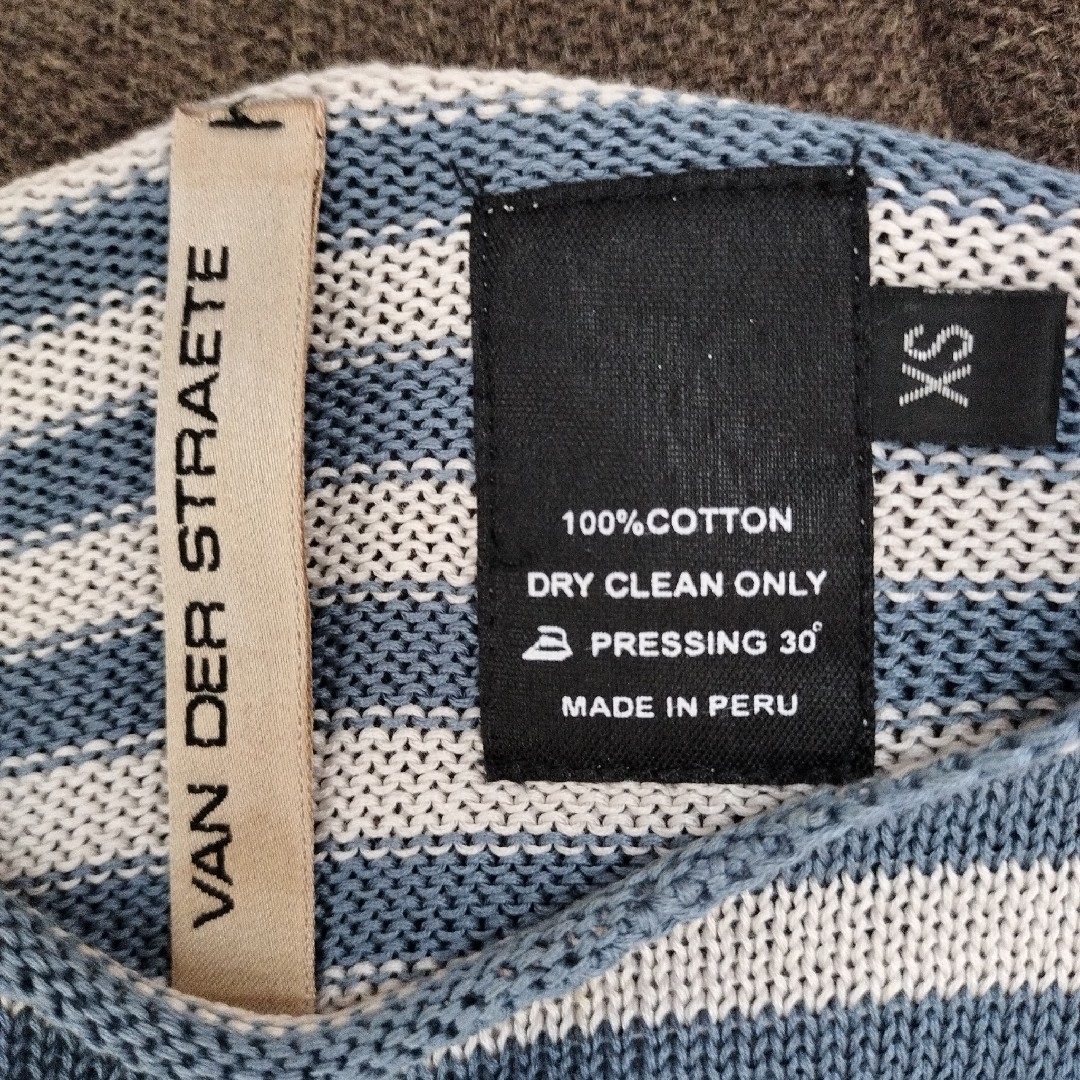 VAN DER STRAETE
100%COTTON
DRY CLEAN ONLY
PRESSING 30°
MADE IN PERU
XS